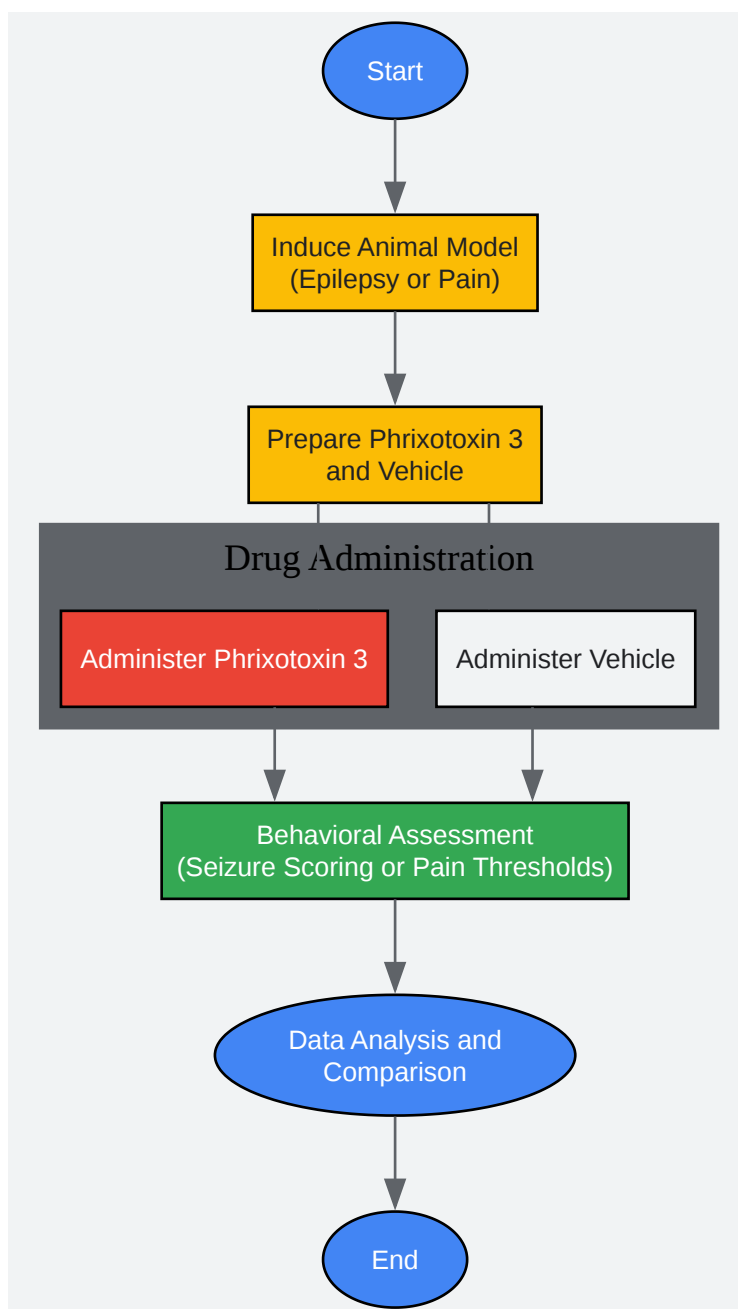 Start
Induce Animal Model
(Epilepsy or Pain)
Prepare Phrixotoxin 3
and Vehicle
Drug Administration
Administer Phrixotoxin 3
Administer Vehicle
Behavioral Assessment
(Seizure Scoring or Pain Thresholds)
Data Analysis and
Comparison
End